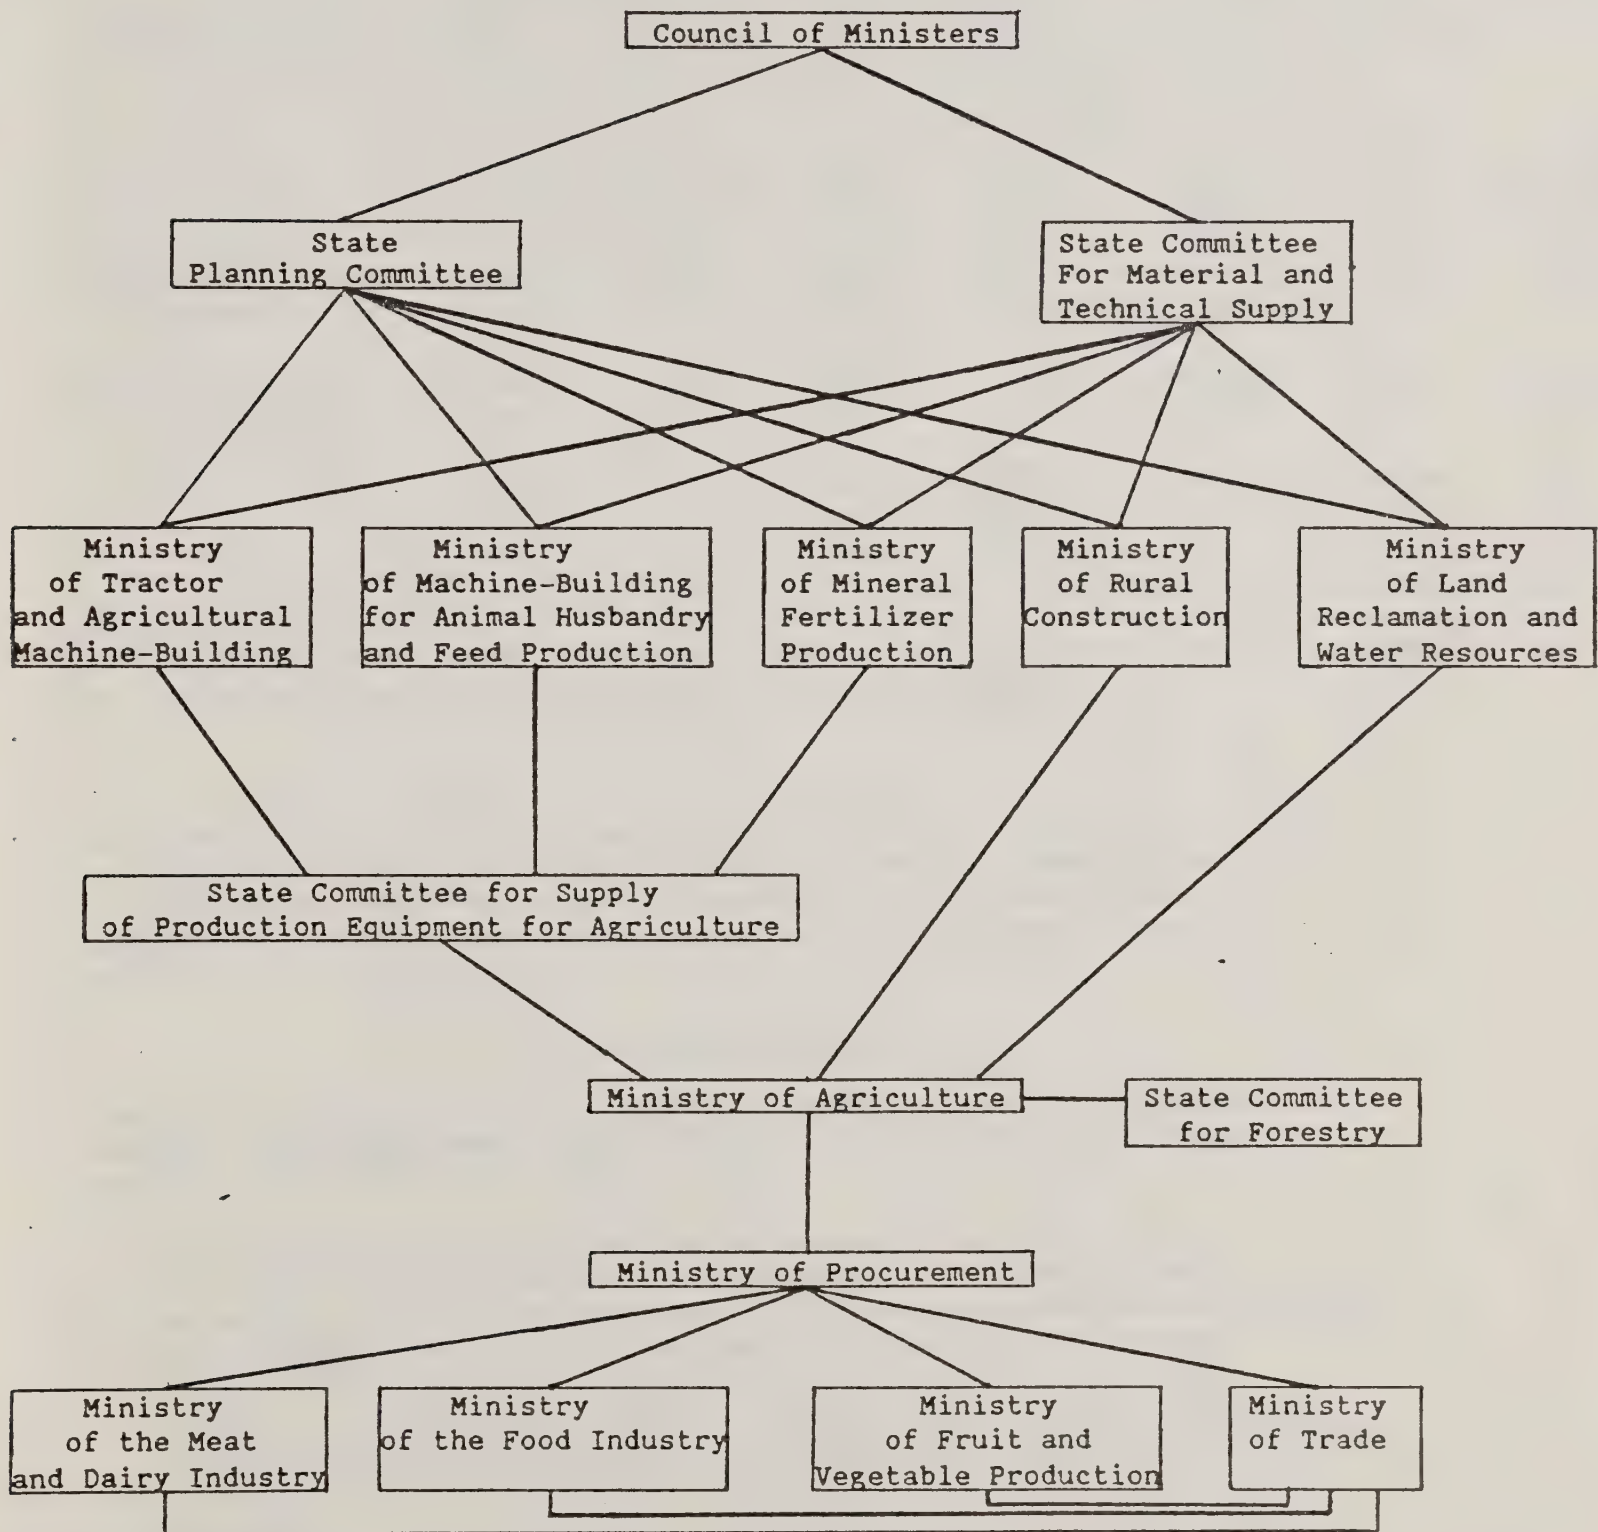 Council of Ministers
State
Planning Committee
State Committee
For Material and
Technical Supply
Ministry
of Tractor
and Agricultural
Machine-Building
Ministry
of Machine-Building
for Animal Husbandry
and Feed Production
Ministry
of Mineral
Fertilizer
Production
Ministry
of Rural
Construction
Ministry
of Land
Reclamation and
Water Resources
State Committee for Supply
of Production Equipment for Agriculture
Ministry of Agriculture
State Committee
for Forestry
Ministry of Procurement
Ministry
of the Meat
and Dairy Industry
Ministry
of the Food Industry
Ministry
of Fruit and
Vegetable Production
Ministry
of Trade